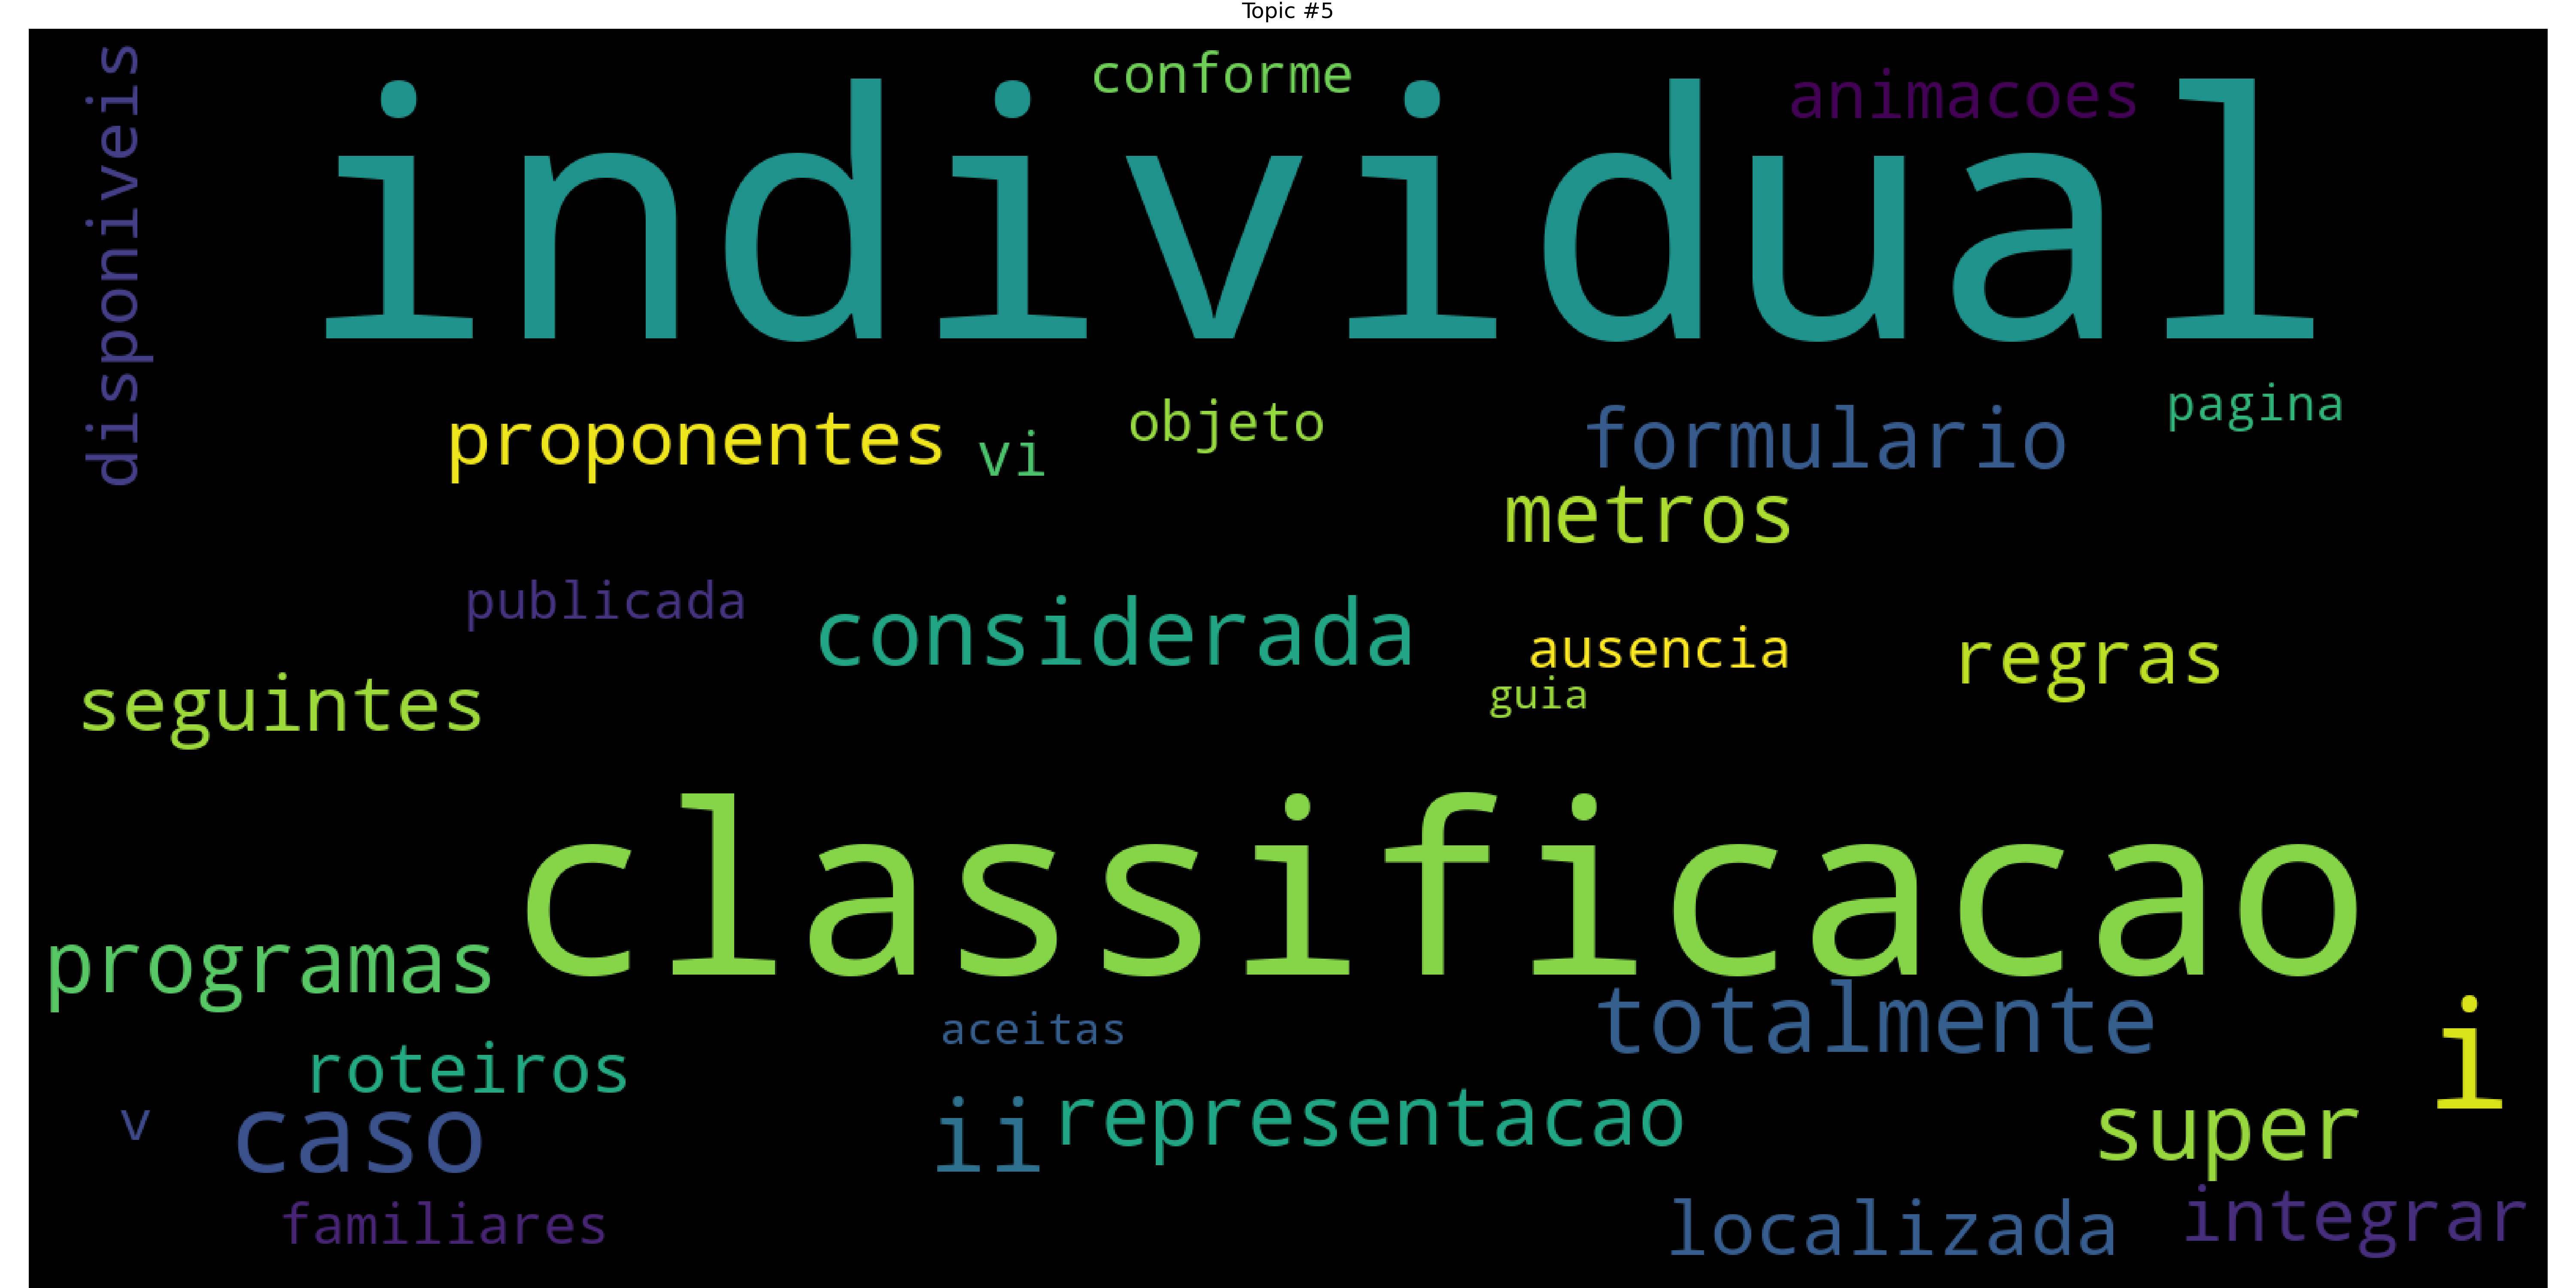 Topic #5
disponiveis
conforme
animacoes
individual
proponentes
vi
objeto
formulario
pagina
metros
publicada
considerada
ausencia
regras
guia
seguintes
classificacao
programas
totalmente
i
aceitas
roteiros
v
caso
ii
representacao
super
familiares
localizada
integrar